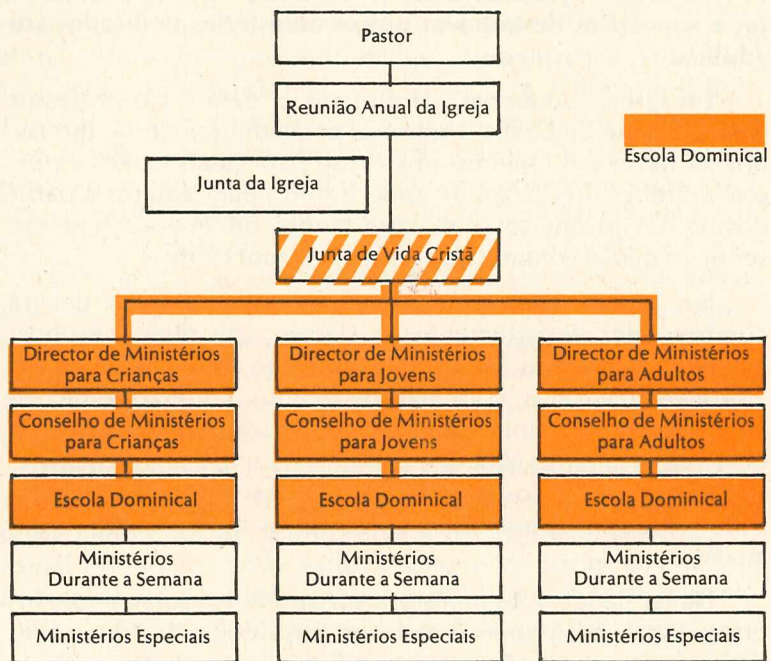 Pastor
Reunião Anual da Igreja
Escola Dominical
Junta da Igreja
Junta de Vida Cristã
Director de Ministérios
para Crianças
Director de Ministérios
para Jovens
Director de Ministérios
para Adultos
Conselho de Ministérios
para Crianças
Conselho de Ministérios
para Jovens
Conselho de Ministérios
para Adultos
Escola Dominical
Escola Dominical
Escola Dominical
Ministérios
Durante a Semana
Ministérios
Durante a Semana
Ministérios
Durante a Semana
Ministérios Especiais
Ministérios Especiais
Ministérios Especiais